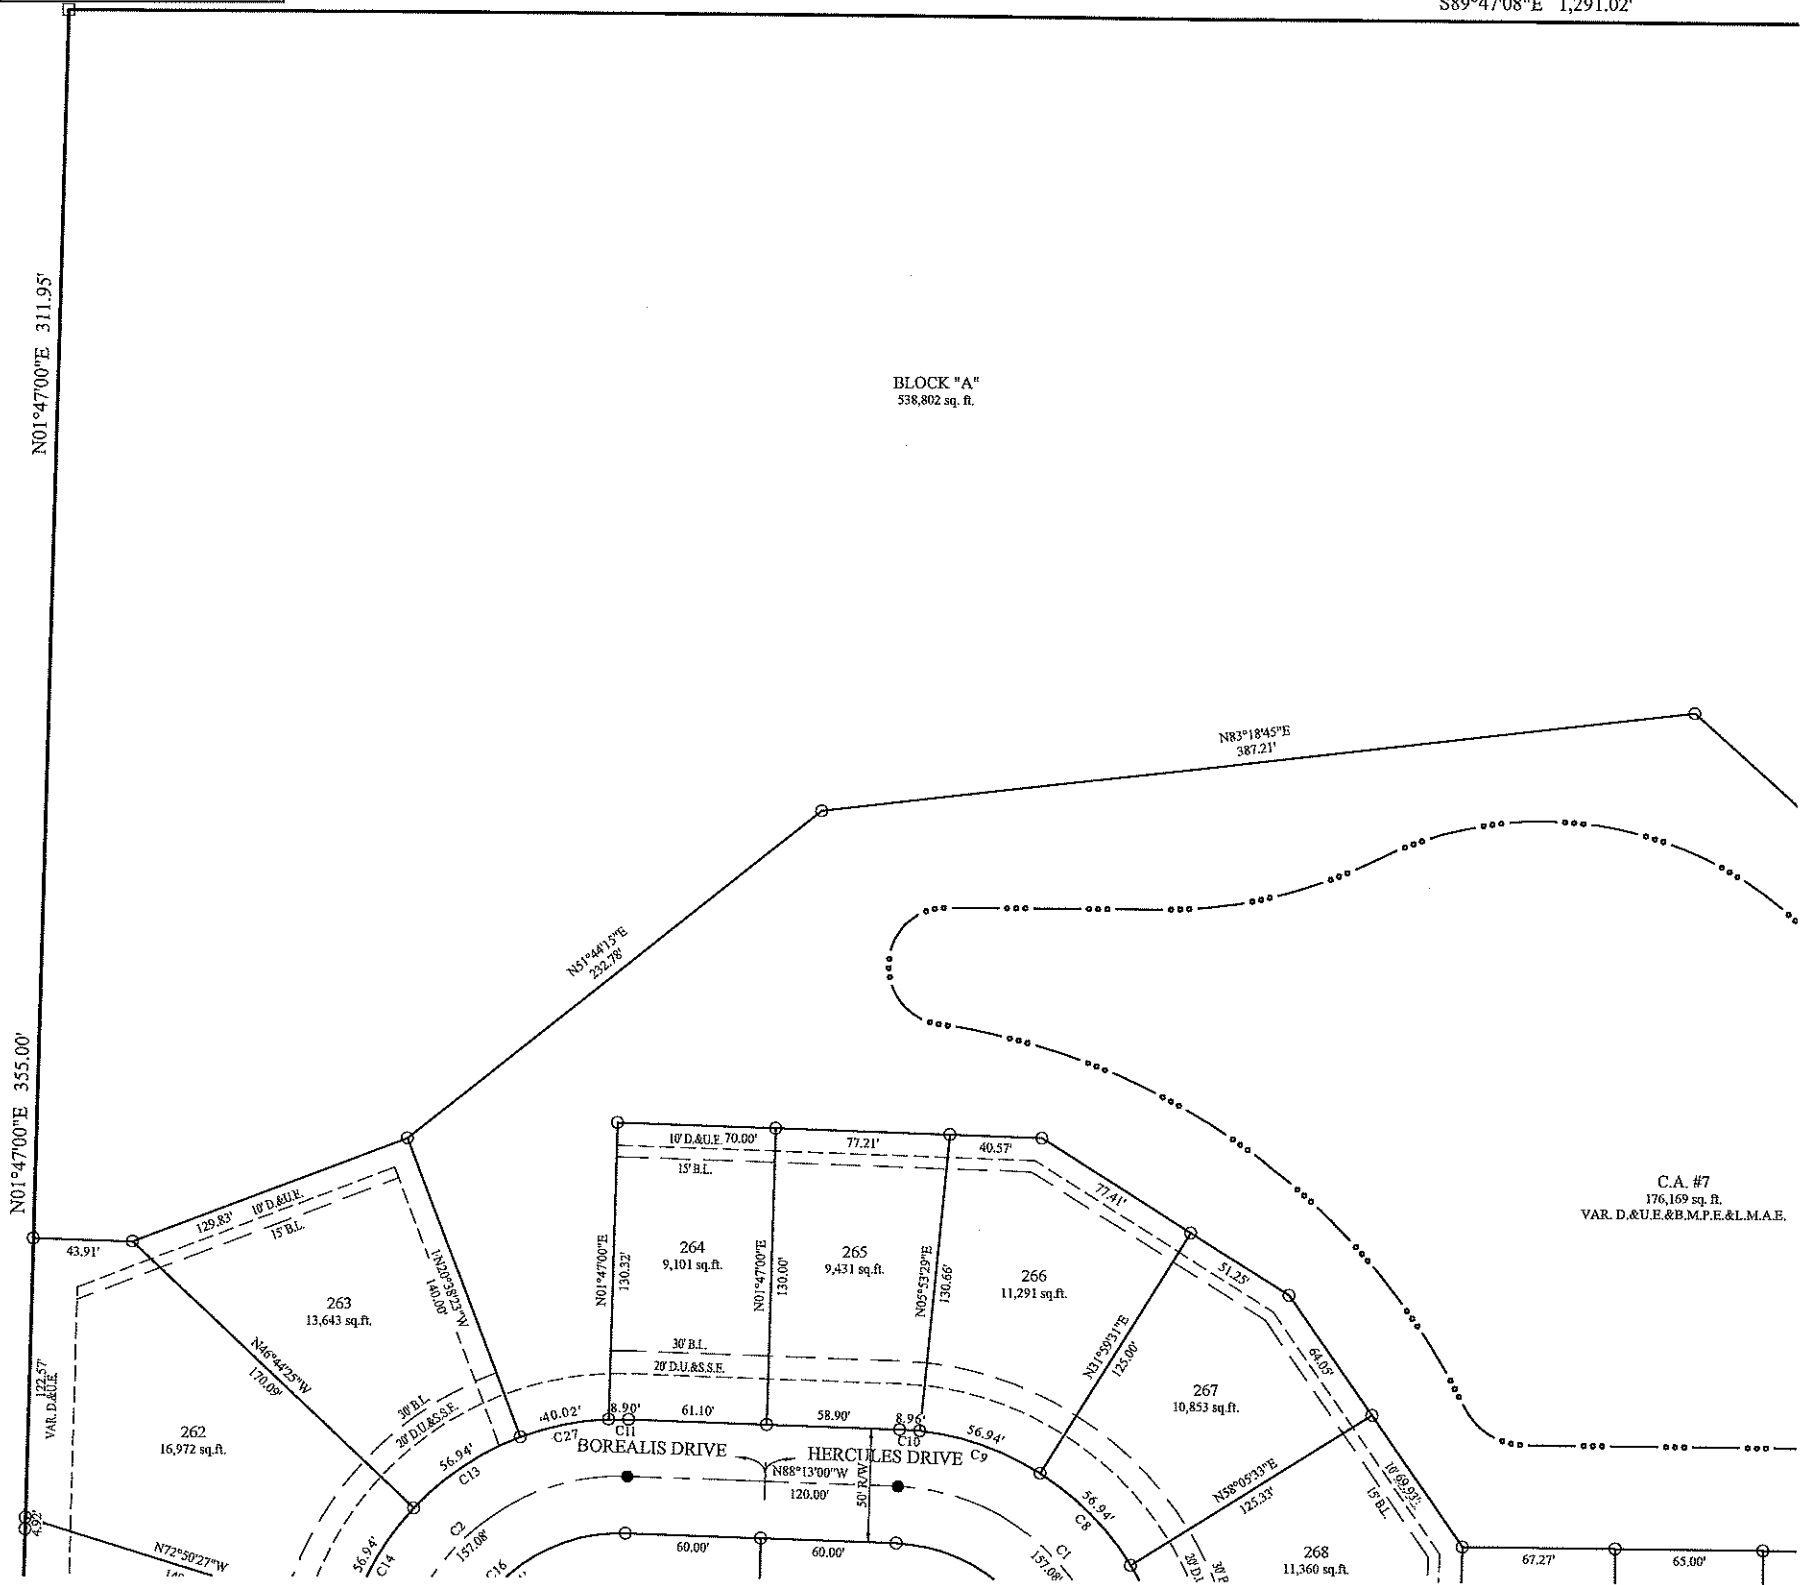 S89°47'08"E 1,291.02'
N01°47'00"E 311.95'
BLOCK "A"
538,802 sq. ft.
N83°18'45"E
387.21'
N51°44'15"E
232.78'
N01°47'00"E 355.00'
43.91'
129.83'
10' D.&U.E.
15' B.L.
N20°38'23"W
140.00'
263
13,643 sq.ft.
N46°44'25"W
170.09'
122.57'
VAR. D.&U.E.
262
16,972 sq.ft.
4.92'
N72°50'27"W
30' B.L.
20' D.U.&S.S.E.
56.94'
C13
56.94'
C14
40.02'
C27
8.90'
C11
10' D.&U.E.
70.00'
15' B.L.
77.21'
40.57'
77.41'
N01°47'00"E
130.32'
264
9,101 sq.ft.
N01°47'00"E
130.00'
265
9,431 sq.ft.
N05°53'29"E
130.66'
266
11,291 sq.ft.
30' B.L.
20' D.U.&S.S.E.
61.10'
58.90'
8.96'
C10
56.94'
C9
BOREALIS DRIVE
HERCULES DRIVE
N88°13'00"W
120.00'
50' R/W
C2
157.08'
C16
60.00'
60.00'
C1
157.08'
56.94'
C8
N31°59'31"E
125.00'
51.25'
64.05'
267
10,853 sq.ft.
N58°05'33"E
125.33'
10'
69.93'
15' B.L.
268
11,360 sq.ft.
67.27'
65.00'
C.A. #7
176,169 sq. ft.
VAR. D.&U.E.&B.M.P.E.&L.M.A.E.